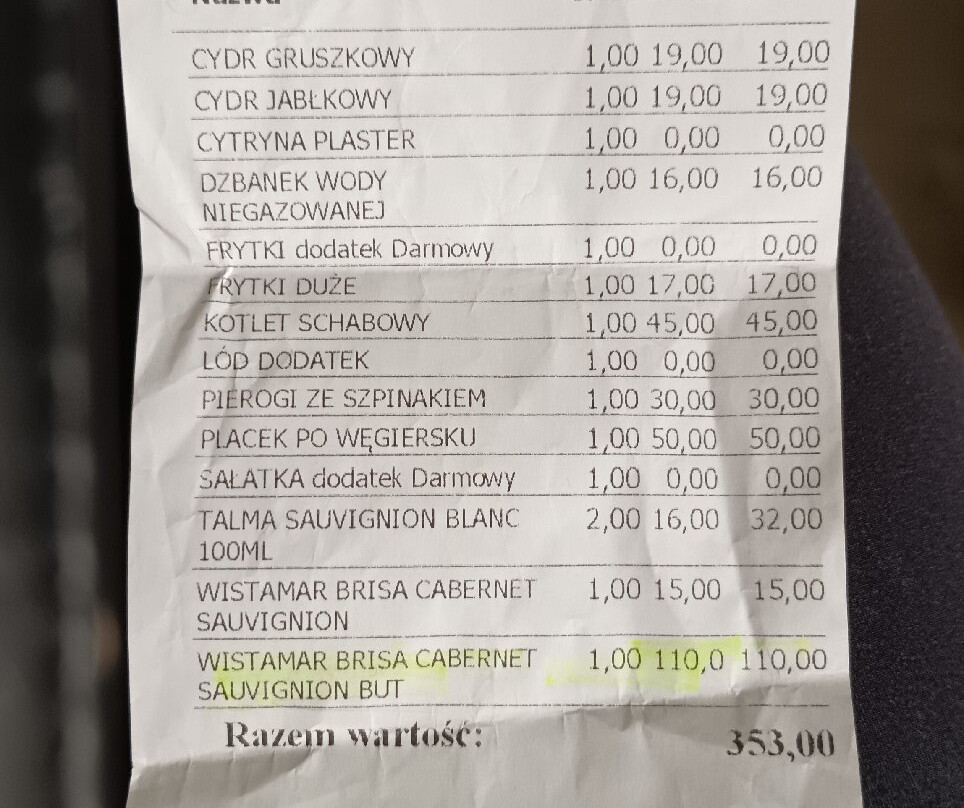 CYDR GRUSZKOWY 1,00 19,00 19,00
CYDR JABŁKOWY 1,00 19,00 19,00
CYTRYNA PLASTER 1,00 0,00 0,00
DZBANEK WODY 1,00 16,00 16,00
NIEGAZOWANEJ
FRYTKI dodatek Darmowy 1,00 0,00 0,00
FRYTKI DUŻE 1,00 17,00 17,00
KOTLET SCHABOWY 1,00 45,00 45,00
LÓD DODATEK 1,00 0,00 0,00
PIEROGI ZE SZPINAKIEM 1,00 30,00 30,00
PLACEK PO WĘGIERSKU 1,00 50,00 50,00
SAŁATKA dodatek Darmowy 1,00 0,00 0,00
TALMA SAUVIGNION BLANC 2,00 16,00 32,00
100ML
WISTAMAR BRISA CABERNET 1,00 15,00 15,00
SAUVIGNION
WISTAMAR BRISA CABERNET 1,00 110,0 110,00
SAUVIGNION BUT
Razem wartość: 353,00